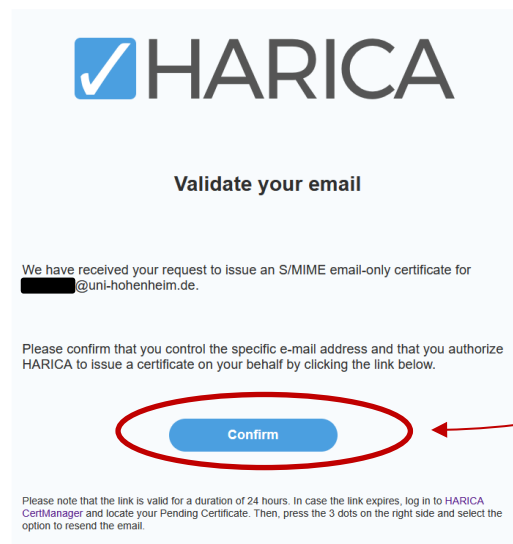 HARICA
Validate your email
We have received your request to issue an S/MIME email-only certificate for
@uni-hohenheim.de.
Please confirm that you control the specific e-mail address and that you authorize
HARICA to issue a certificate on your behalf by clicking the link below.
Confirm
Please note that the link is valid for a duration of 24 hours. In case the link expires, log in to HARICA
CertManager and locate your Pending Certificate. Then, press the 3 dots on the right side and select the
option to resend the email.